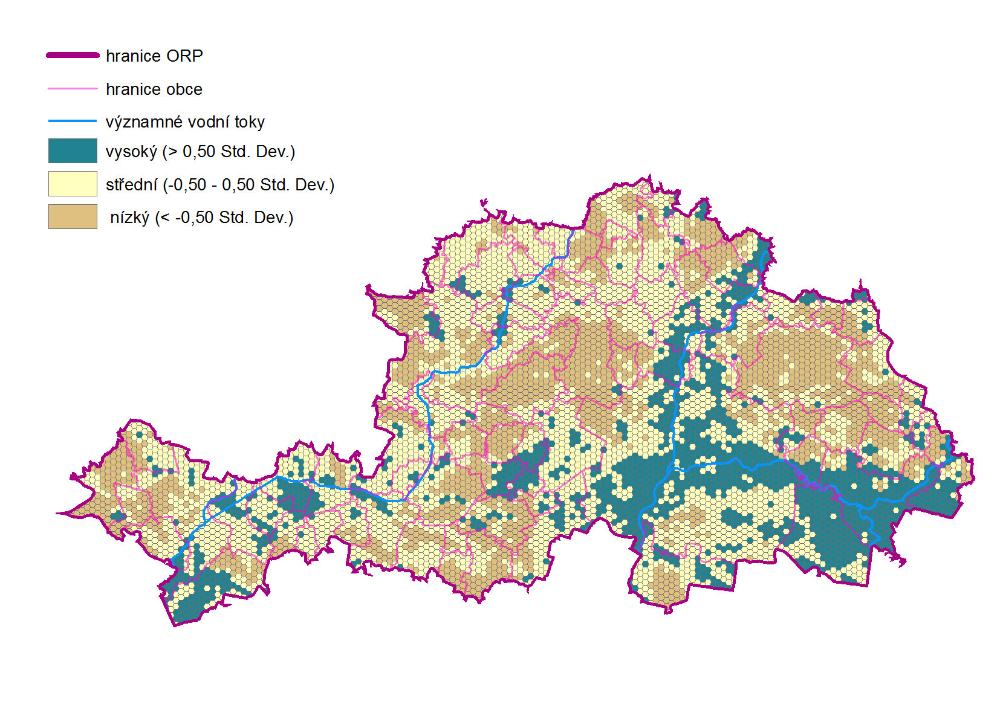 hranice ORP
hranice obce
významné vodní toky
vysoký (> 0,50 Std. Dev.)
střední (-0,50 - 0,50 Std. Dev.)
nízký (< -0,50 Std. Dev.)